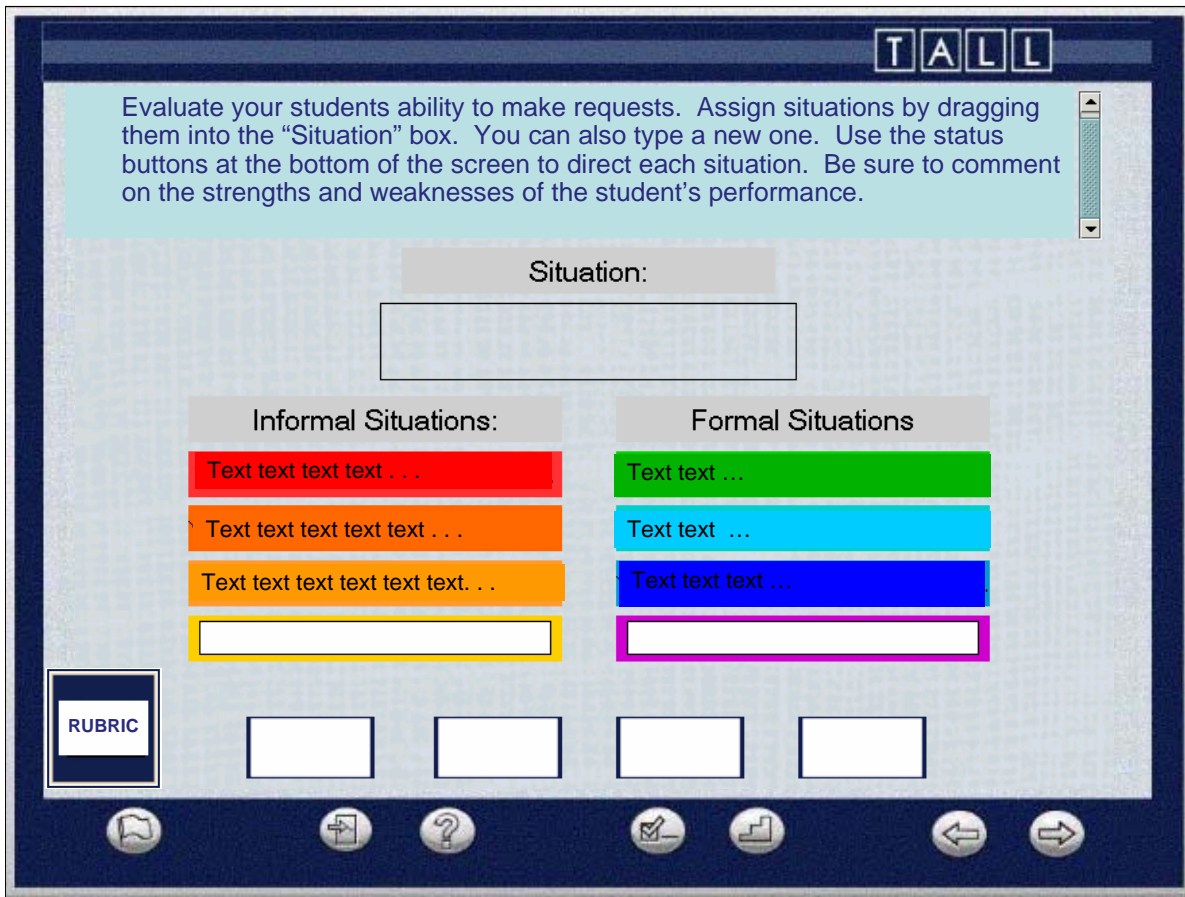 TALL
Evaluate your students ability to make requests.  Assign situations by dragging
them into the “Situation” box.  You can also type a new one.  Use the status
buttons at the bottom of the screen to direct each situation.  Be sure to comment
on the strengths and weaknesses of the student’s performance.
Situation:
Informal Situations:
Formal Situations
Text text text text . . .
Text text …
Text text text text text . . .
Text text  …
Text text text text text text. . .
Text text text …
RUBRIC
?